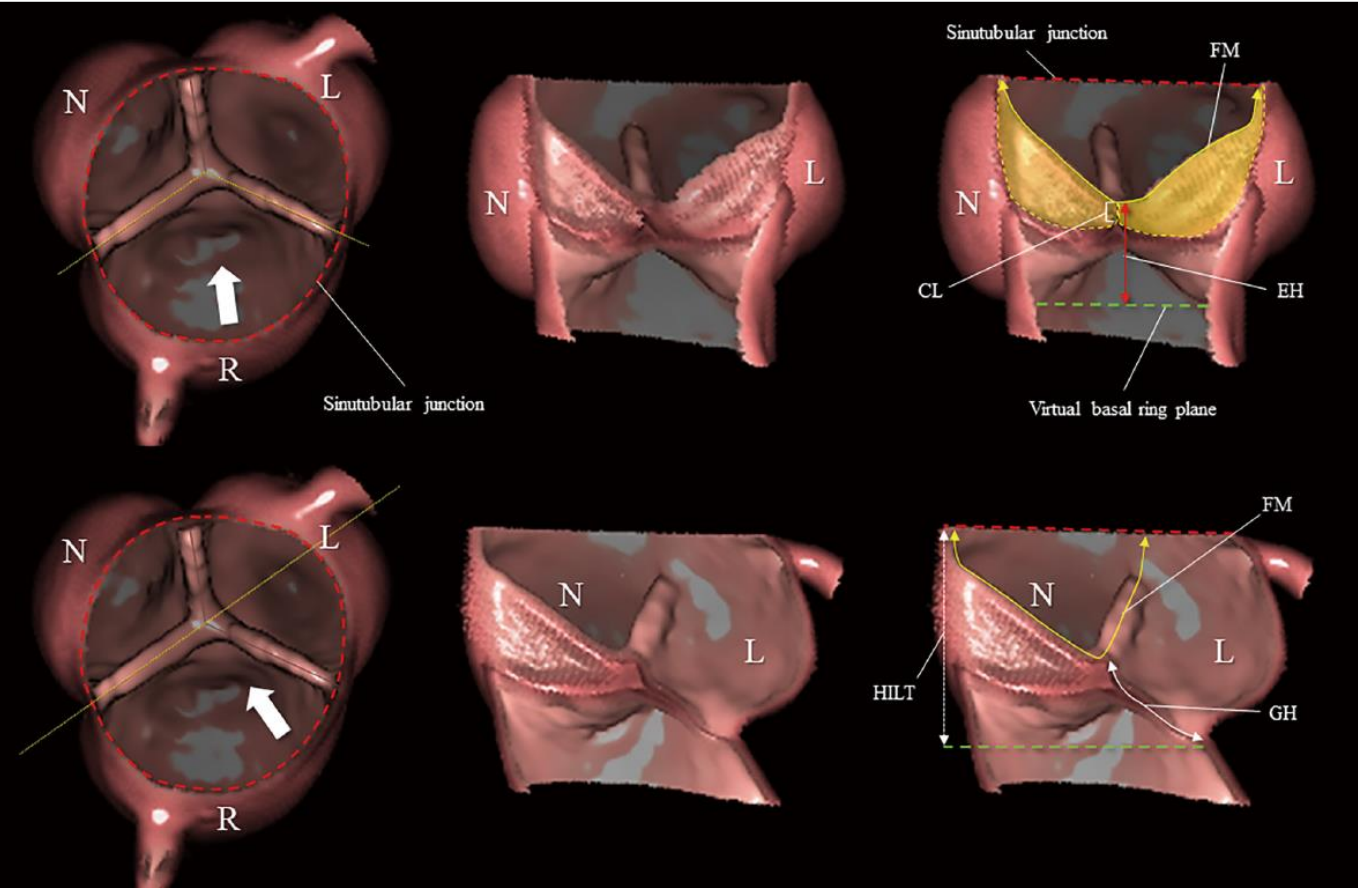 N
L
R
Sinutubular junction
N
L
Sinutubular junction
FM
N
L
CL
EH
Virtual basal ring plane
N
L
R
N
L
FM
N
L
HILT
GH